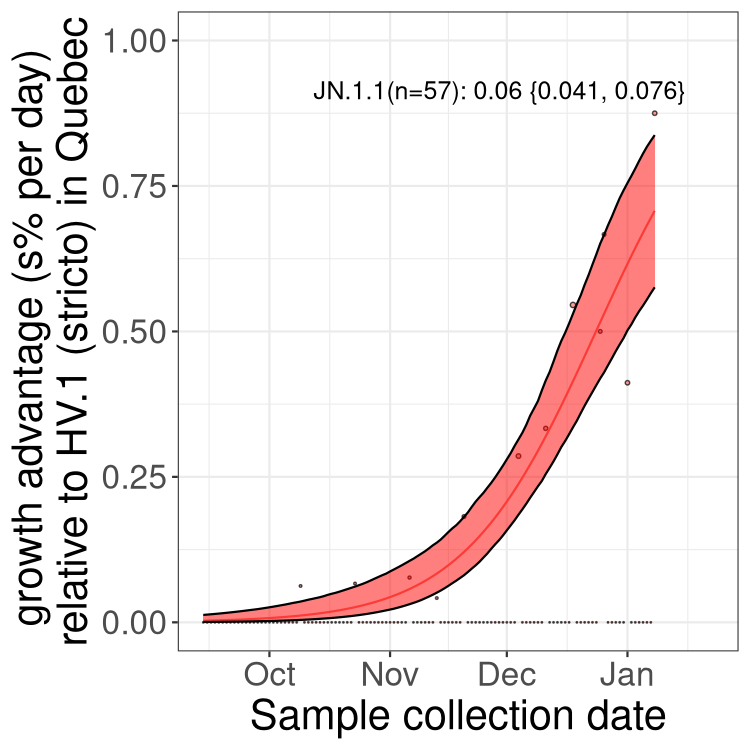 growth advantage (s% per day)
relative to HV.1 (stricto) in Quebec
1.00
JN.1.1(n=57): 0.06 {0.041, 0.076}
0.75
0.50
0.25
0.00
Oct Nov Dec Jan
Sample collection date